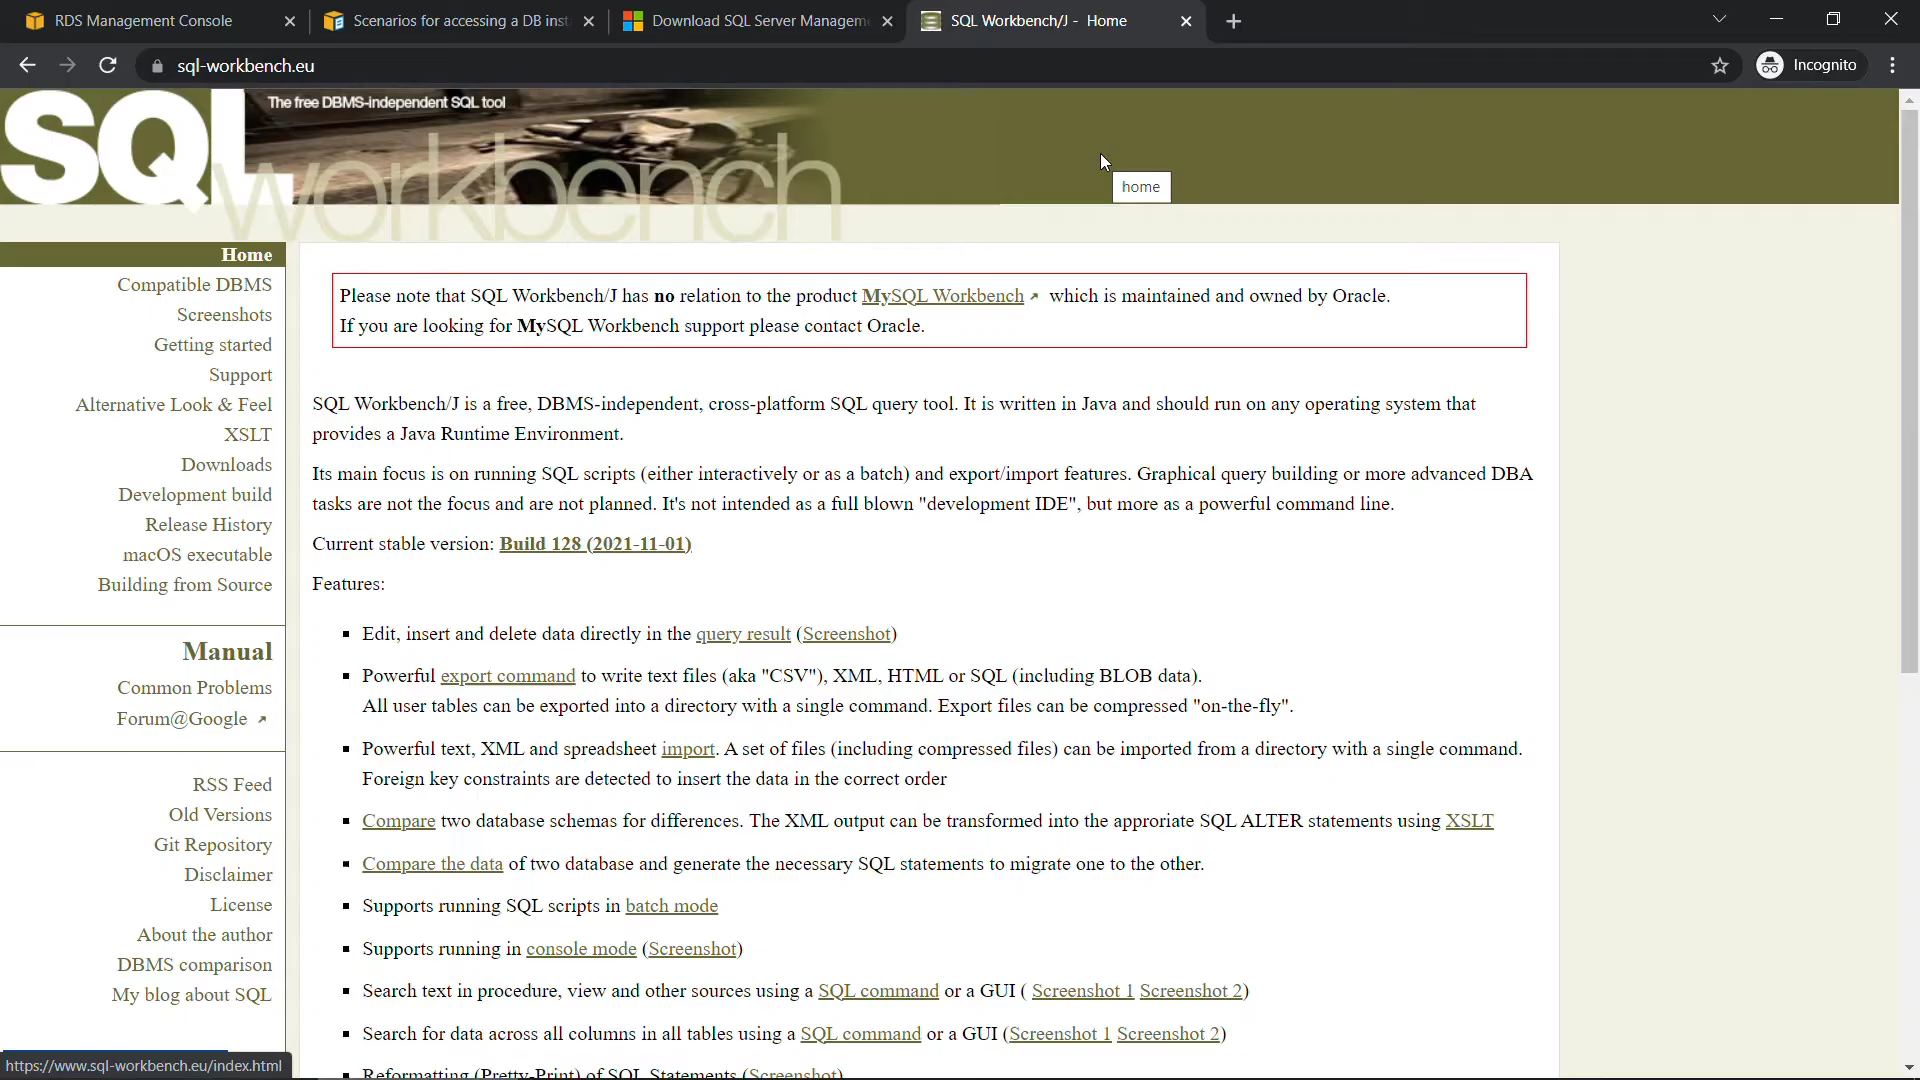 RDS Management Console
Scenarios for accessing a DB inst
Download SQL Server Managem
SQL Workbench/J - Home
sql-workbench.eu
Incognito
The free DBMS-independent SQL tool
SQL
workbench
home
Home
Compatible DBMS
Screenshots
Getting started
Support
Alternative Look & Feel
XSLT
Downloads
Development build
Release History
macOS executable
Building from Source
Manual
Common Problems
Forum@Google
RSS Feed
Old Versions
Git Repository
Disclaimer
License
About the author
DBMS comparison
My blog about SQL
https://www.sql-workbench.eu/index.html
Please note that SQL Workbench/J has no relation to the product MySQL Workbench which is maintained and owned by Oracle.
If you are looking for MySQL Workbench support please contact Oracle.
SQL Workbench/J is a free, DBMS-independent, cross-platform SQL query tool. It is written in Java and should run on any operating system that
provides a Java Runtime Environment.
Its main focus is on running SQL scripts (either interactively or as a batch) and export/import features. Graphical query building or more advanced DBA
tasks are not the focus and are not planned. It's not intended as a full blown "development IDE", but more as a powerful command line.
Current stable version: Build 128 (2021-11-01)
Features:
Edit, insert and delete data directly in the query result (Screenshot)
Powerful export command to write text files (aka "CSV"), XML, HTML or SQL (including BLOB data).
All user tables can be exported into a directory with a single command. Export files can be compressed "on-the-fly".
Powerful text, XML and spreadsheet import. A set of files (including compressed files) can be imported from a directory with a single command.
Foreign key constraints are detected to insert the data in the correct order
Compare two database schemas for differences. The XML output can be transformed into the approriate SQL ALTER statements using XSLT
Compare the data of two database and generate the necessary SQL statements to migrate one to the other.
Supports running SQL scripts in batch mode
Supports running in console mode (Screenshot)
Search text in procedure, view and other sources using a SQL command or a GUI ( Screenshot 1 Screenshot 2)
Search for data across all columns in all tables using a SQL command or a GUI (Screenshot 1 Screenshot 2)
Reformatting (Pretty-Print) of SQL Statements (Screenshot)